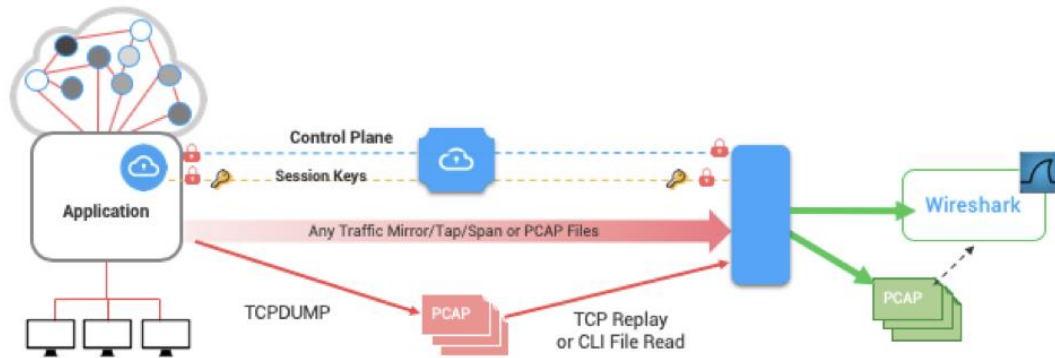 Control Plane
Session Keys
Application
Any Traffic Mirror/Tap/Span or PCAP Files
Wireshark
TCPDUMP
PCAP
TCP Replay
or CLI File Read
PCAP